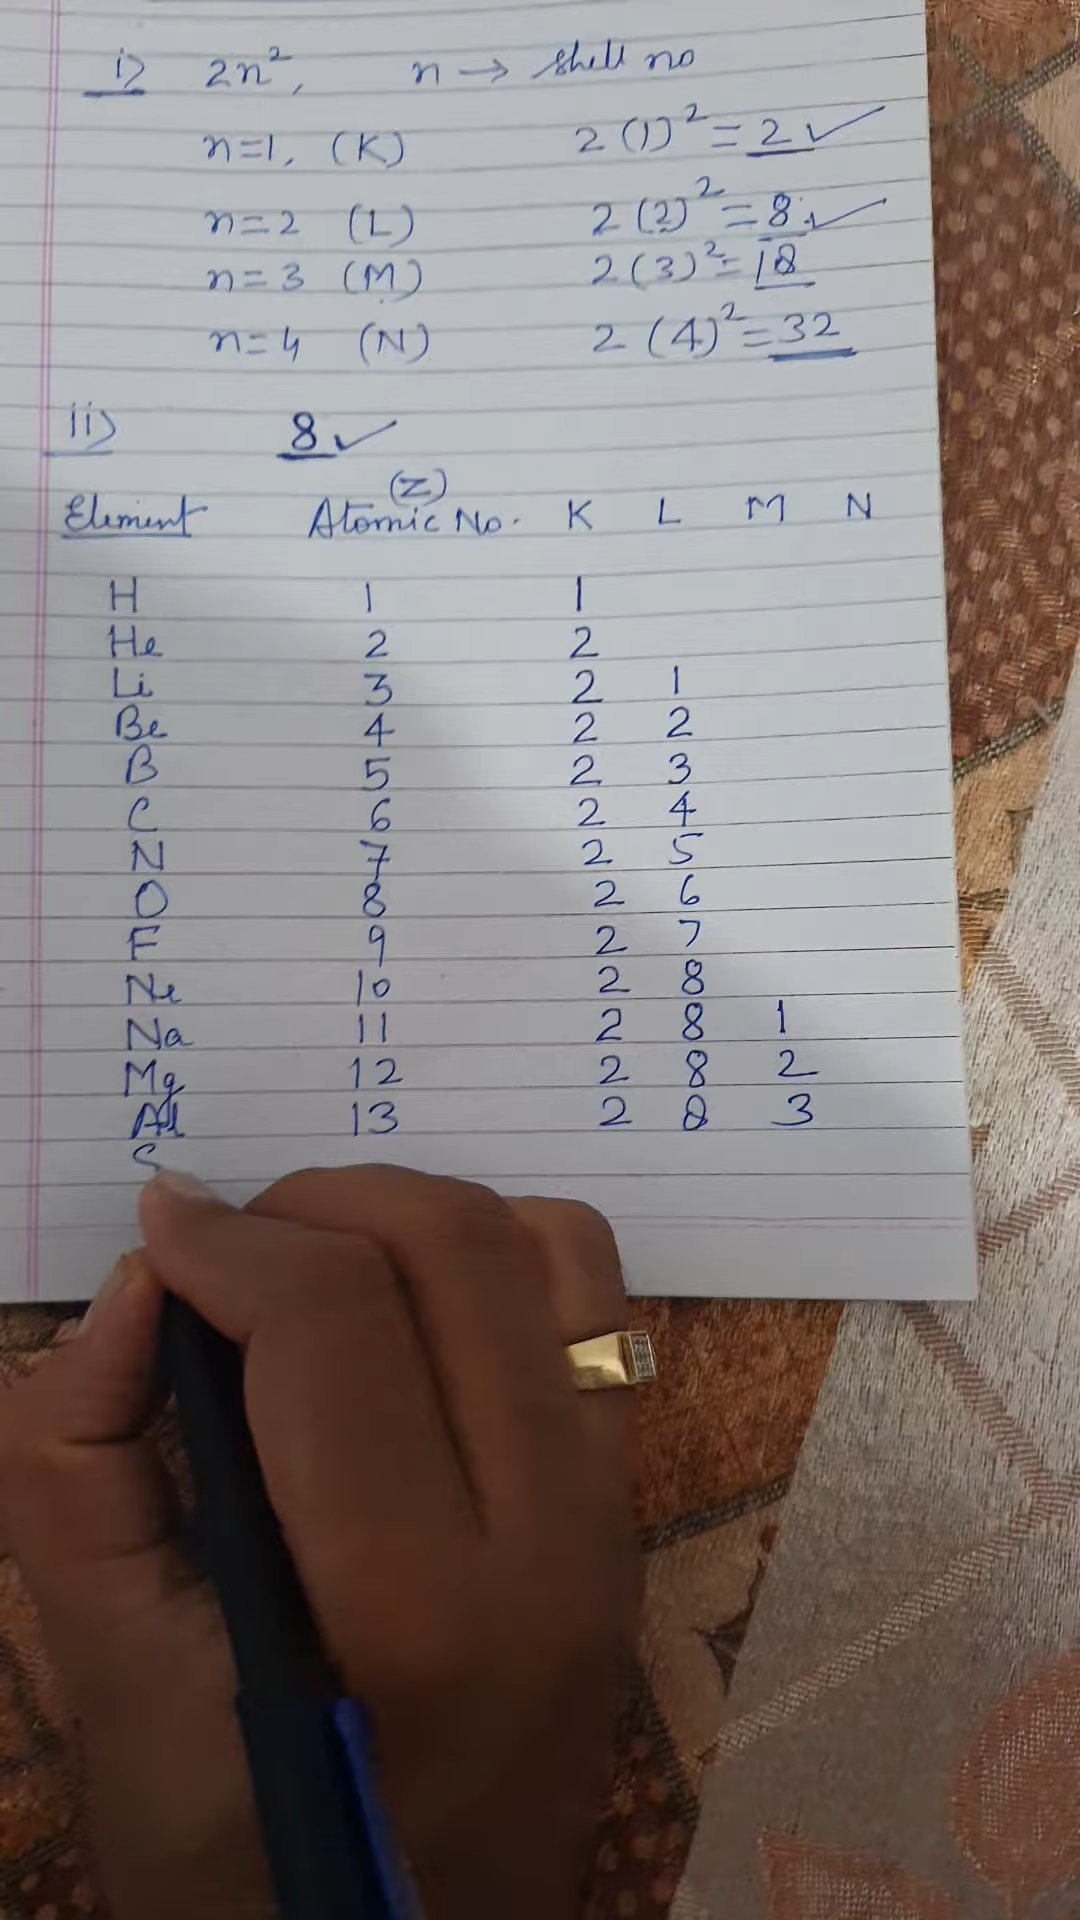 i) 2n², n → shell no
n=1, (K) 2(1)² = 2 ✓
n=2 (L) 2(2)² = 8 ✓
n=3 (M) 2(3)² = 18
n=4 (N) 2(4)² = 32
ii) 8 ✓
(Z)
Element Atomic No. K L M N
H 1 1
He 2 2
Li 3 2 1
Be 4 2 2
B 5 2 3
C 6 2 4
N 7 2 5
O 8 2 6
F 9 2 7
Ne 10 2 8
Na 11 2 8 1
Mg 12 2 8 2
Al 13 2 8 3
S